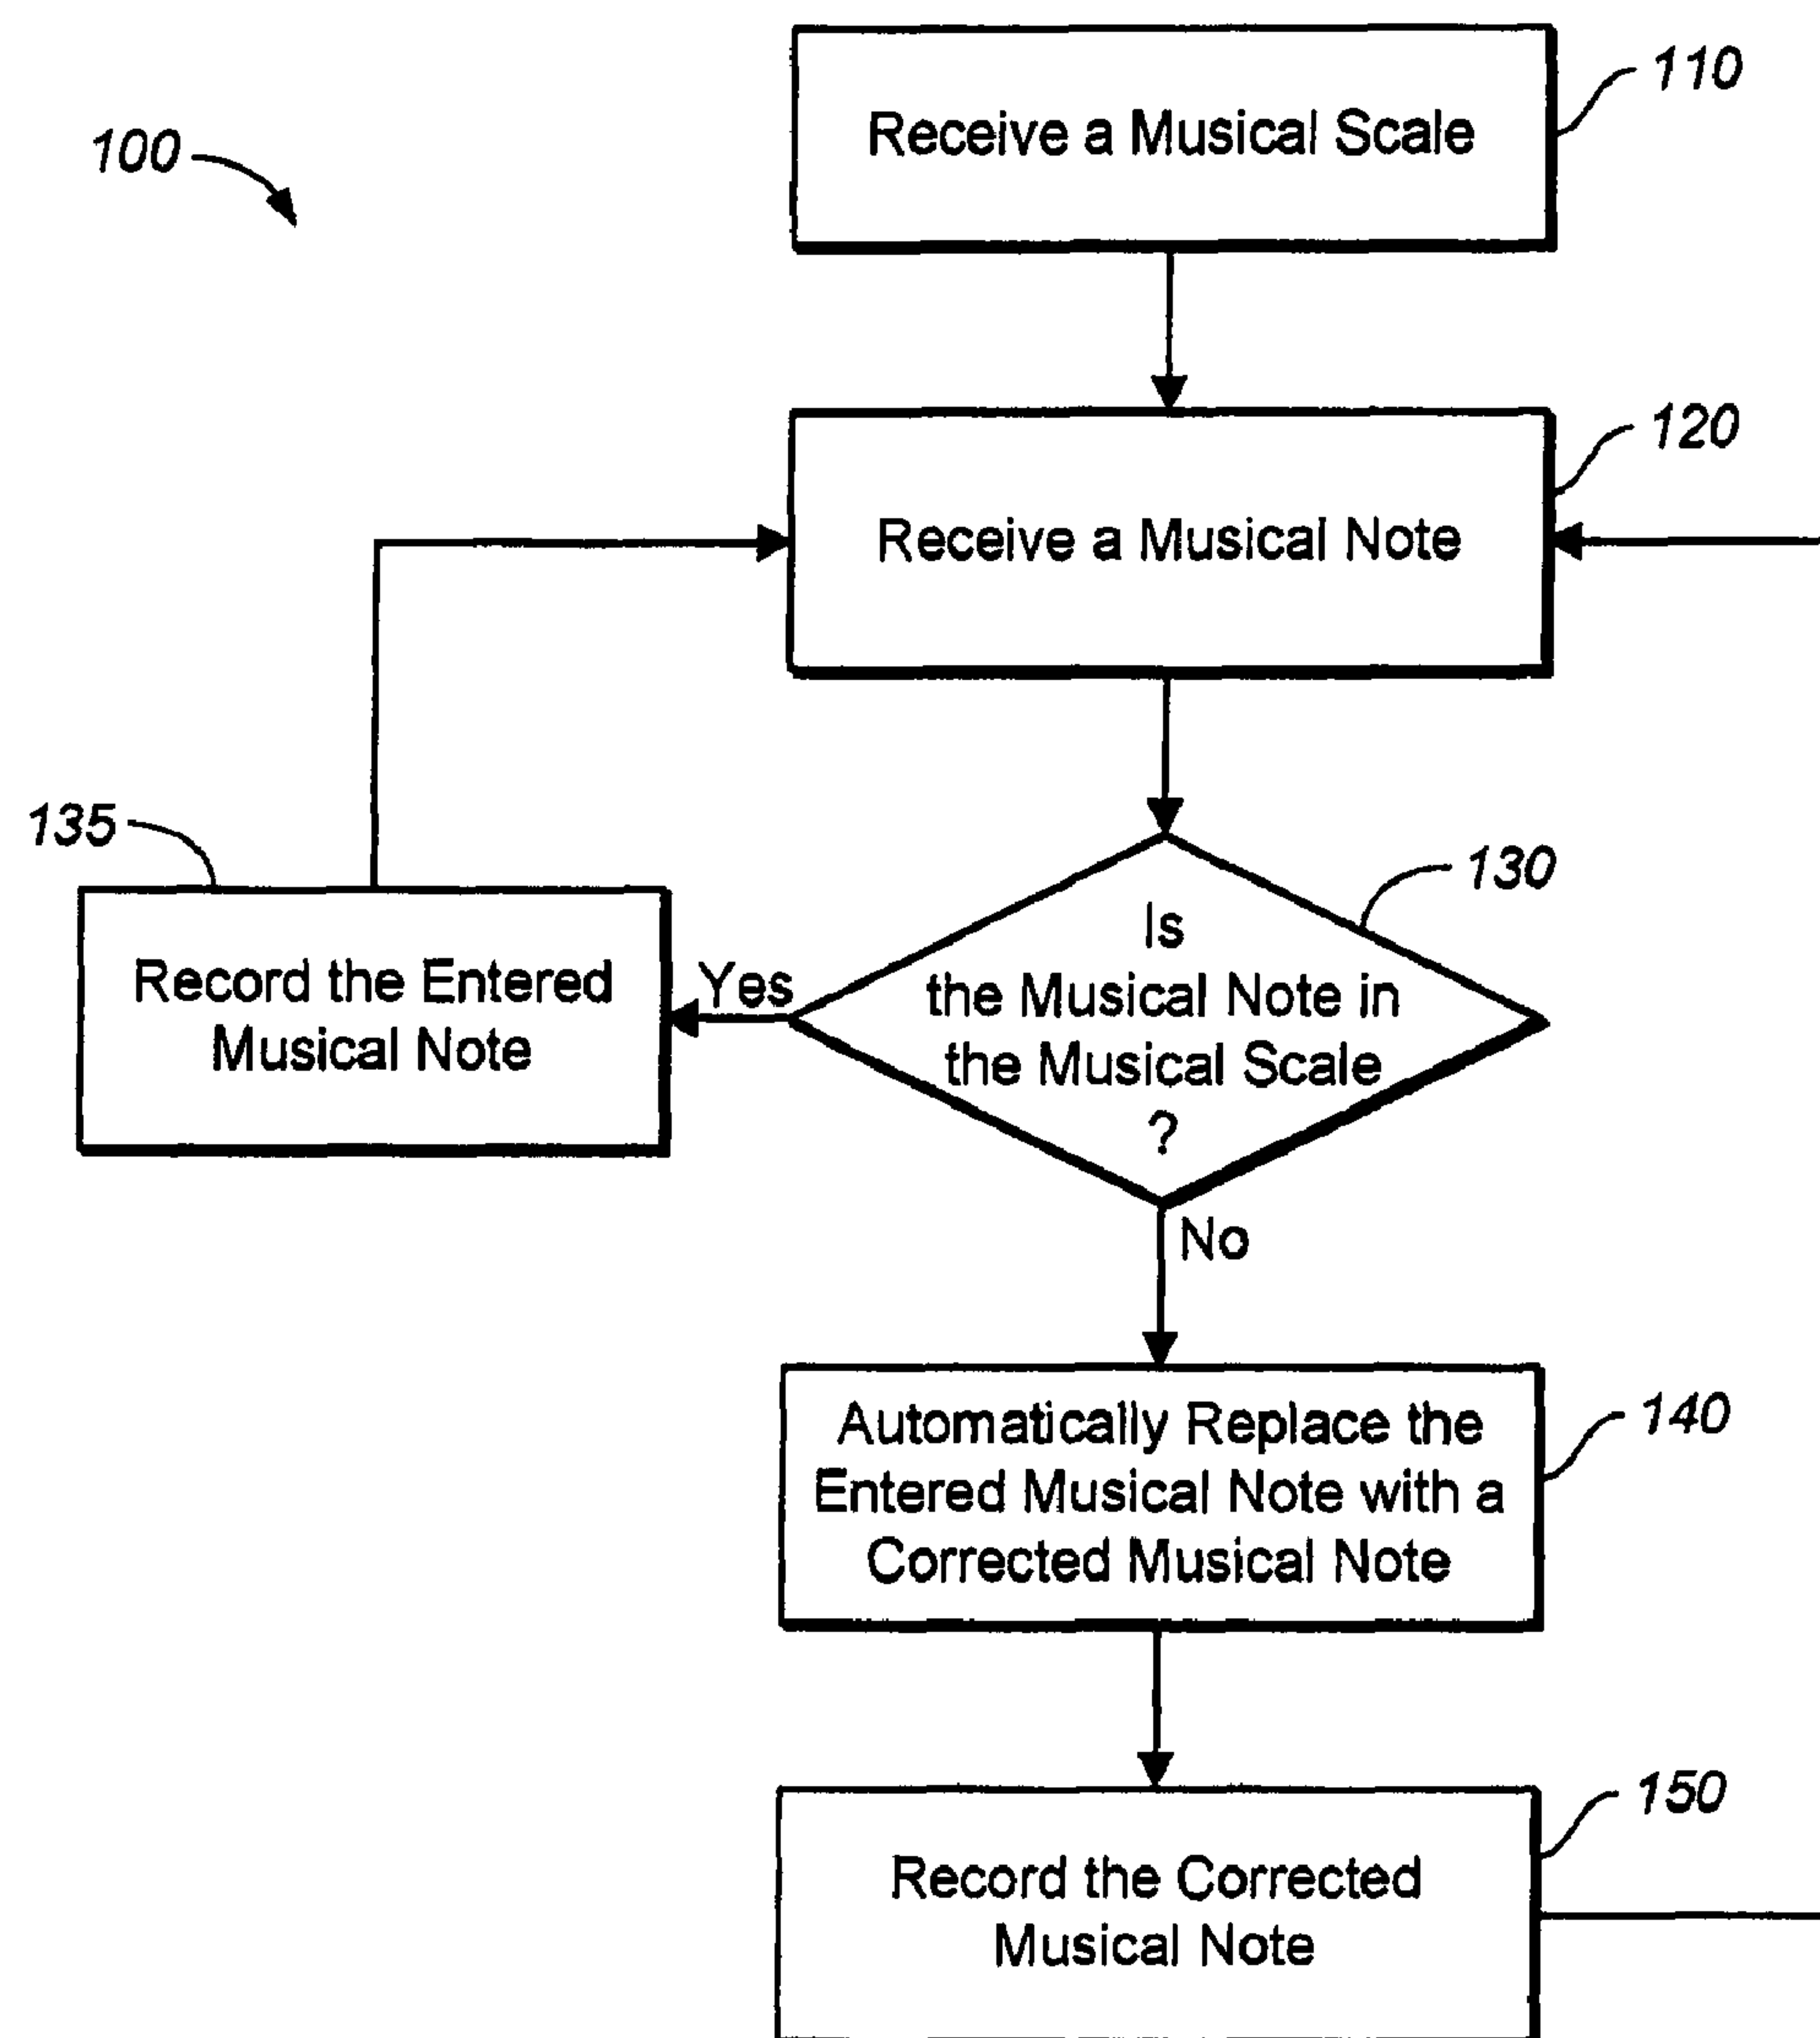 100
110
Receive a Musical Scale
120
Receive a Musical Note
135
Record the Entered
Musical Note
Yes
130
Is
the Musical Note in
the Musical Scale
?
No
140
Automatically Replace the
Entered Musical Note with a
Corrected Musical Note
150
Record the Corrected
Musical Note